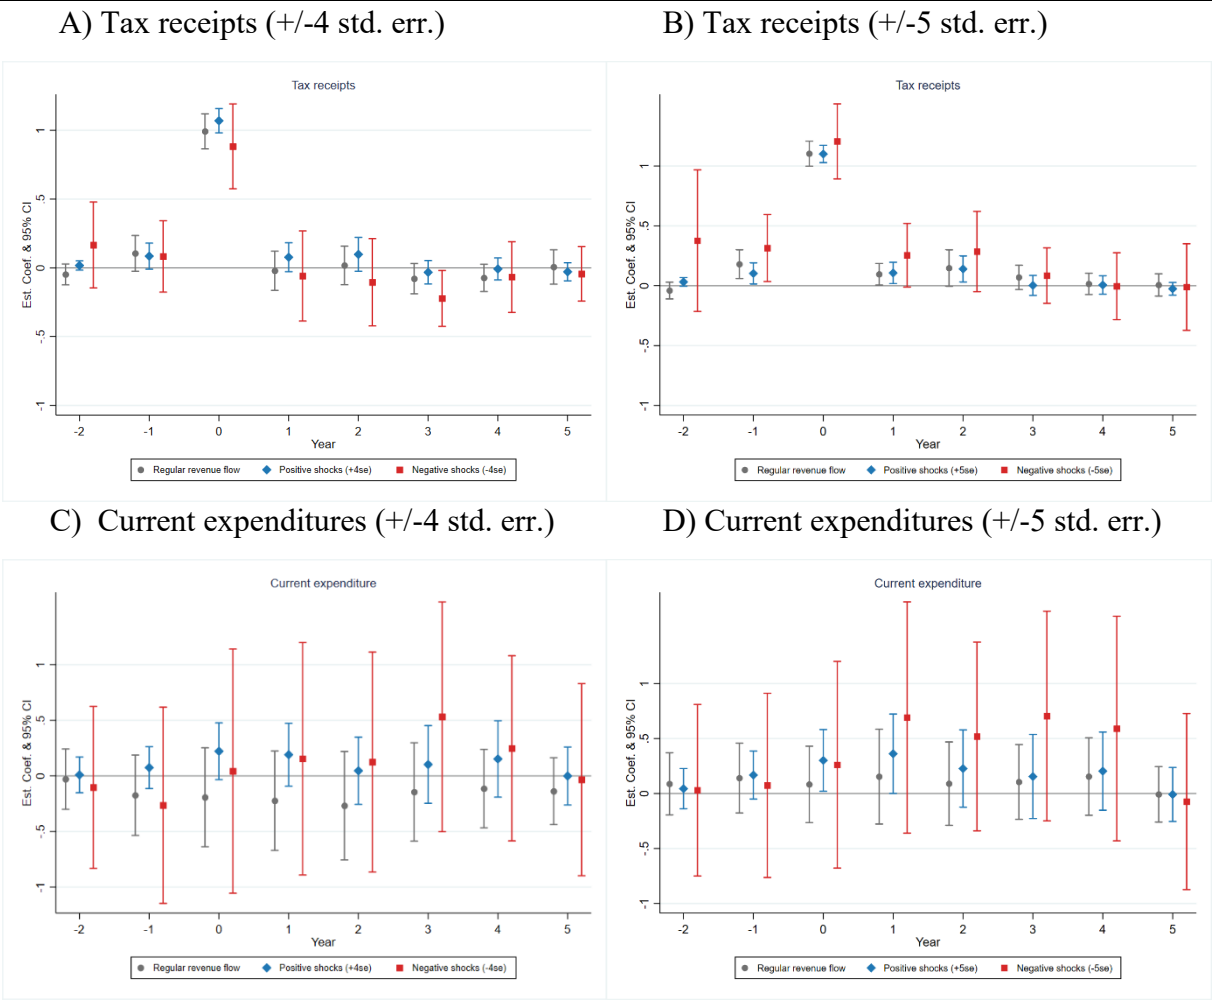 A) Tax receipts (+/-4 std. err.)
B) Tax receipts (+/-5 std. err.)
Tax receipts
Est. Coef. & 95% CI
1
.5
0
-.5
-1
-2 -1 0 1 2 3 4 5
Year
Regular revenue flow Positive shocks (+4se) Negative shocks (-4se)
Tax receipts
Est. Coef. & 95% CI
1
.5
0
-.5
-1
-2 -1 0 1 2 3 4 5
Year
Regular revenue flow Positive shocks (+5se) Negative shocks (-5se)
C) Current expenditures (+/-4 std. err.)
D) Current expenditures (+/-5 std. err.)
Current expenditure
Est. Coef. & 95% CI
1
.5
0
-.5
-1
-2 -1 0 1 2 3 4 5
Year
Regular revenue flow Positive shocks (+4se) Negative shocks (-4se)
Current expenditure
Est. Coef. & 95% CI
1
.5
0
-.5
-1
-2 -1 0 1 2 3 4 5
Year
Regular revenue flow Positive shocks (+5se) Negative shocks (-5se)